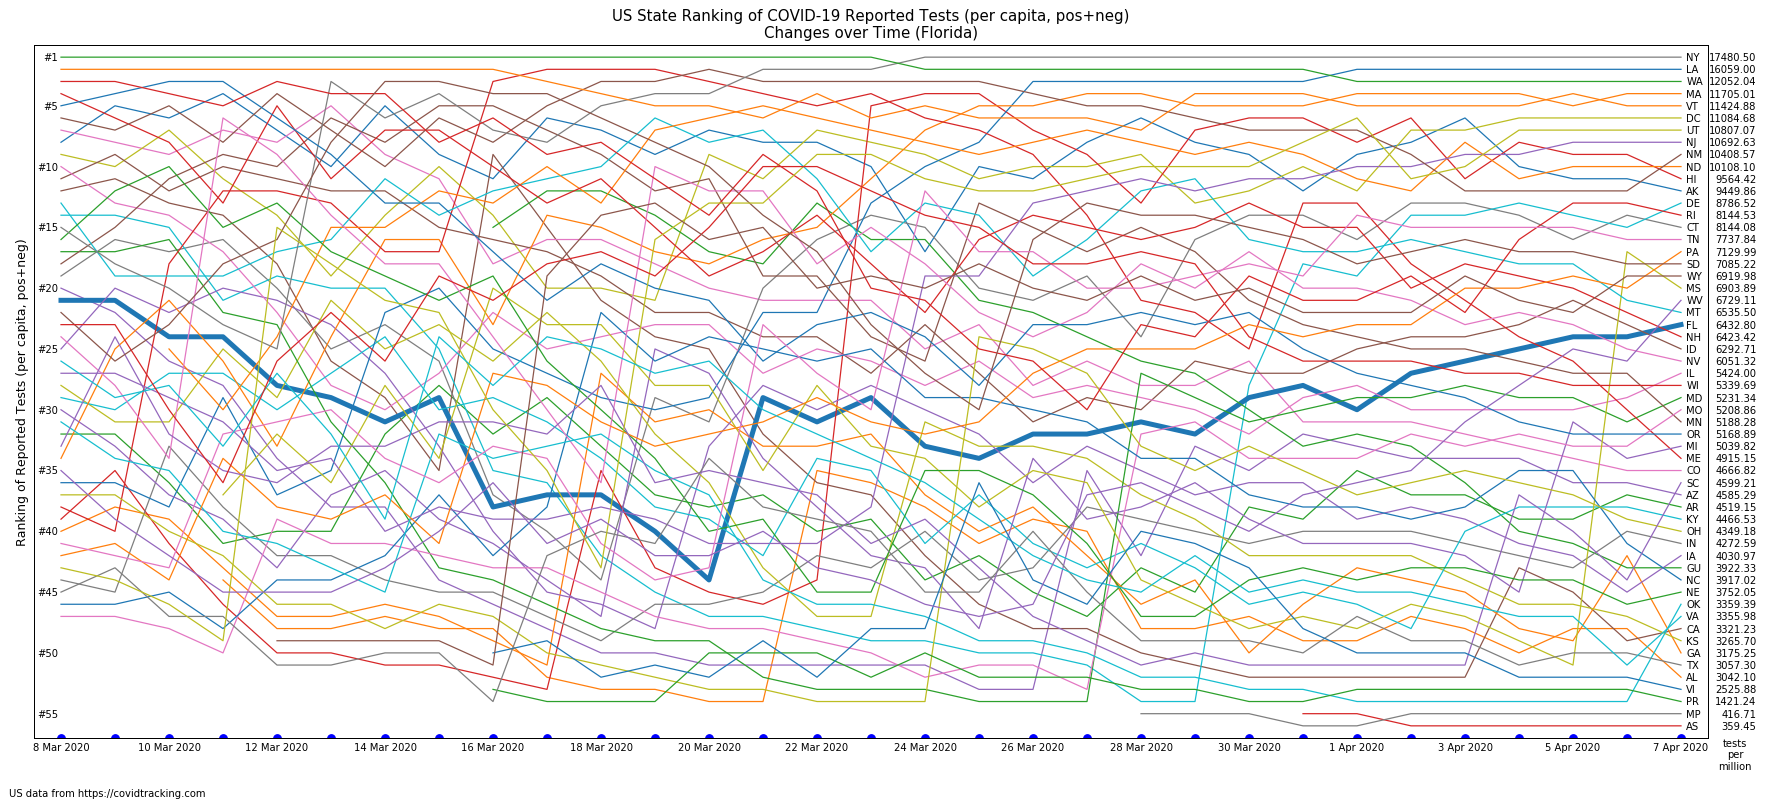 US State Ranking of COVID-19 Reported Tests (per capita, pos+neg)
Changes over Time (Florida)
Ranking of Reported Tests (per capita, pos+neg)
#1
#5
#10
#15
#20
#25
#30
#35
#40
#45
#50
#55
NY 17480.50
LA 16059.00
WA 12052.04
MA 11705.01
VT 11424.88
DC 11084.68
UT 10807.07
NJ 10692.63
NM 10408.57
ND 10108.10
HI 9564.42
AK 9449.86
DE 8786.52
RI 8144.53
CT 8144.08
TN 7737.84
PA 7129.99
SD 7085.22
WY 6919.98
MS 6903.89
WV 6729.11
MT 6535.50
FL 6432.80
NH 6423.42
ID 6292.71
NV 6051.32
IL 5424.00
WI 5339.69
MD 5231.34
MO 5208.86
MN 5188.28
OR 5168.89
MI 5039.82
ME 4915.15
CO 4666.82
SC 4599.21
AZ 4585.29
AR 4519.15
KY 4466.53
OH 4349.18
IN 4272.59
IA 4030.97
GU 3922.33
NC 3917.02
NE 3752.05
OK 3359.39
VA 3355.98
CA 3321.23
KS 3265.70
GA 3175.25
TX 3057.30
AL 3042.10
VI 2525.88
PR 1421.24
MP 416.71
AS 359.45
8 Mar 2020 10 Mar 2020 12 Mar 2020 14 Mar 2020 16 Mar 2020 18 Mar 2020 20 Mar 2020 22 Mar 2020 24 Mar 2020 26 Mar 2020 28 Mar 2020 30 Mar 2020 1 Apr 2020 3 Apr 2020 5 Apr 2020 7 Apr 2020
tests
per
million
US data from https://covidtracking.com